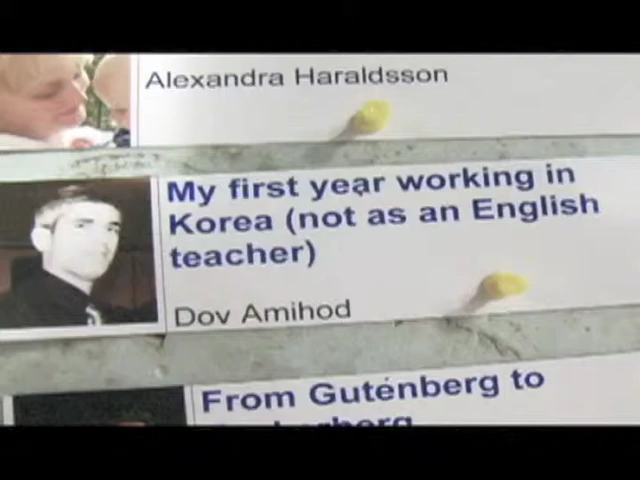 Alexandra Haraldsson
My first year working in
Korea (not as an English
teacher)
Dov Amihod
From Gutenberg to